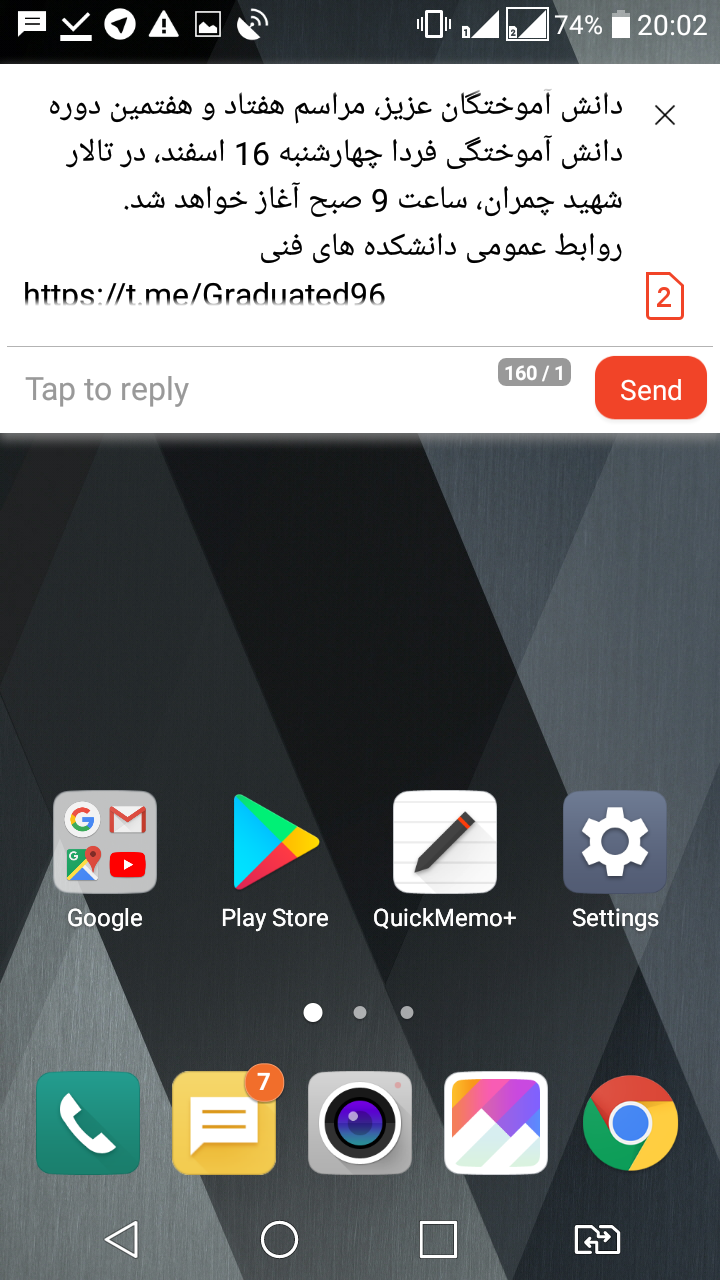 74% 20:02
دانش آموختگان عزیز، مراسم هفتاد و هفتمین دوره
دانش آموختگی فردا چهارشنبه 16 اسفند، در تالار
شهید چمران، ساعت 9 صبح آغاز خواهد شد.
روابط عمومی دانشکده های فنی
https://t.me/Graduated96
2
Tap to reply
160 / 1
Send
Google
Play Store
QuickMemo+
Settings
7